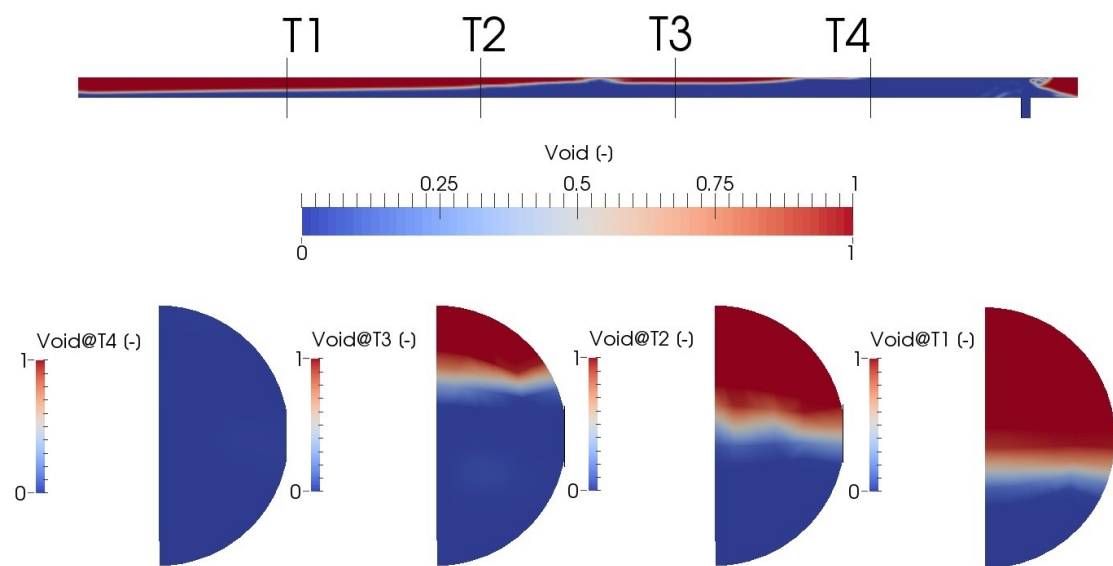 T1 T2 T3 T4
Void (-)
0.25 0.5 0.75 1
0 1
Void@T4 (-) Void@T3 (-) Void@T2 (-) Void@T1 (-)
1 1 1 1
0 0 0 0